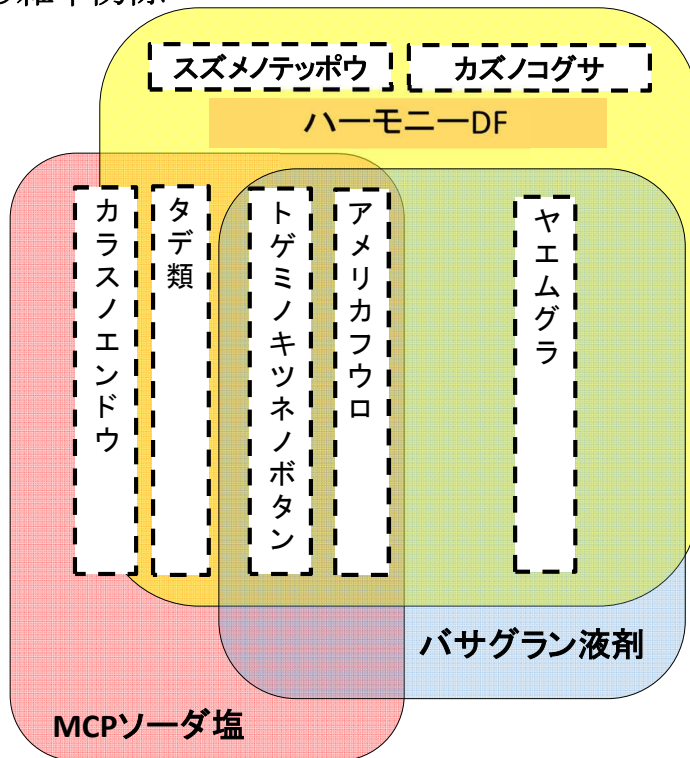 スズメノテッポウ
カズノコグサ
ハーモニーDF
カラスノエンドウ
タデ類
トゲミノキツネノボタン
アメリカフウロ
ヤエムグラ
バサグラン液剤
MCPソーダ塩